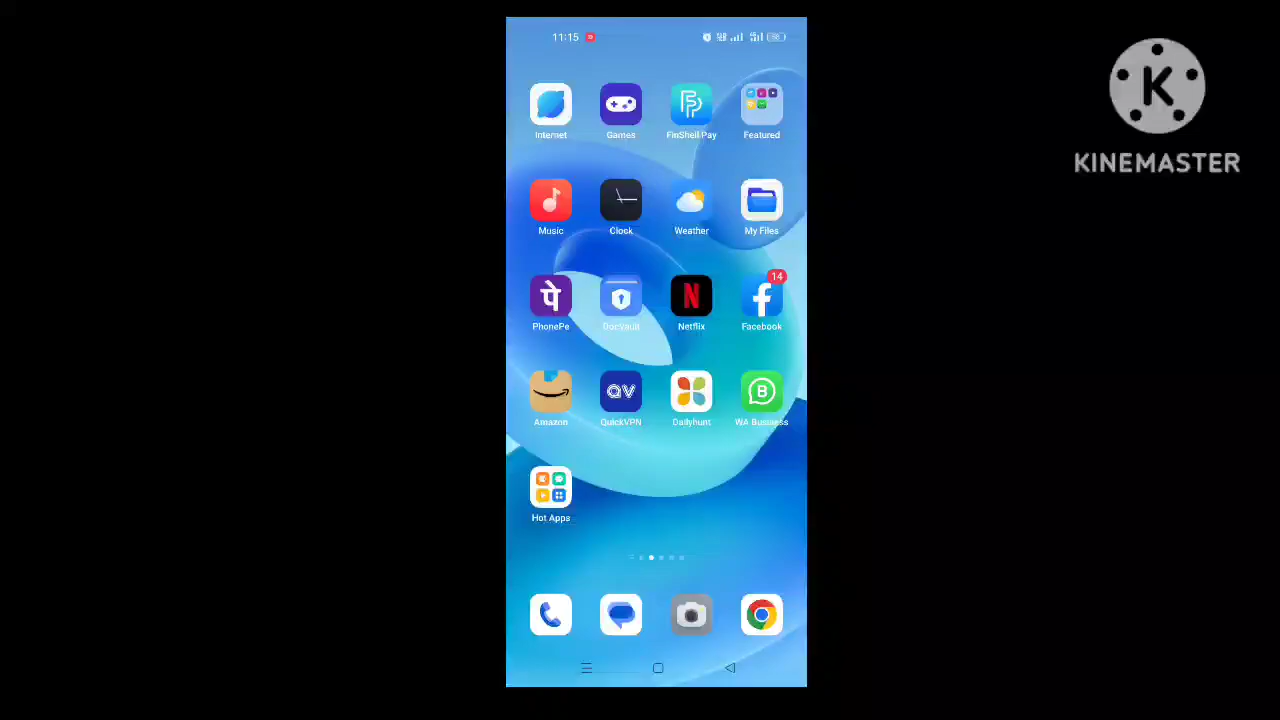 11:15
KINEMASTER
Internet
Games
FinShell Pay
Featured
Music
Clock
Weather
My Files
पे
PhonePe
DocVault
N
Netflix
14
Facebook
Amazon
QV
QuickVPN
Dailyhunt
B
WA Business
Hot Apps